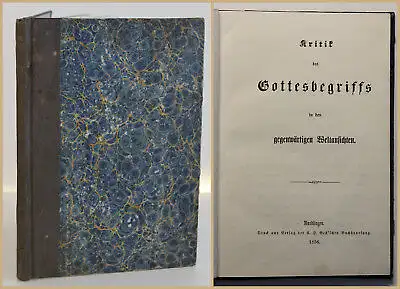 Kritik
des
Gottesbegriffs
in den
gegenwärtigen Weltansichten.
Nördlingen.
Druck und Verlag der C. H. Beck'schen Buchhandlung.
1856.